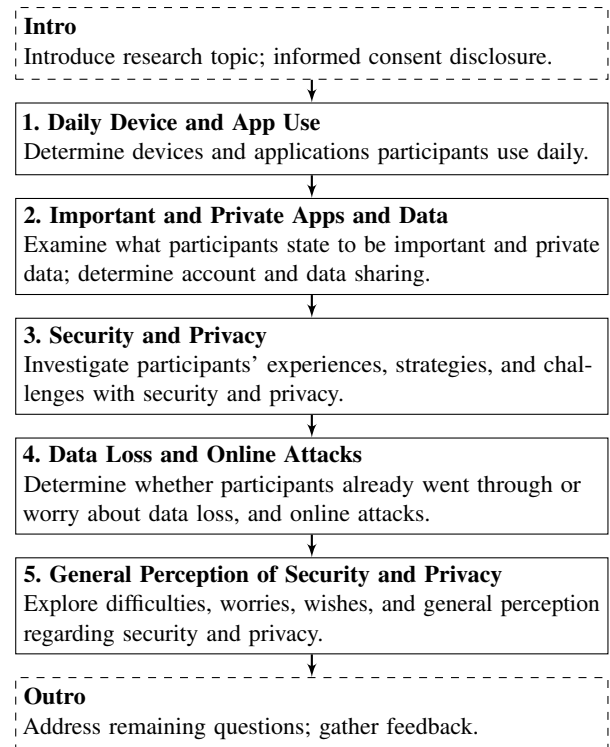 Intro
Introduce research topic; informed consent disclosure.
1. Daily Device and App Use
Determine devices and applications participants use daily.
2. Important and Private Apps and Data
Examine what participants state to be important and private
data; determine account and data sharing.
3. Security and Privacy
Investigate participants' experiences, strategies, and chal-
lenges with security and privacy.
4. Data Loss and Online Attacks
Determine whether participants already went through or
worry about data loss, and online attacks.
5. General Perception of Security and Privacy
Explore difficulties, worries, wishes, and general perception
regarding security and privacy.
Outro
Address remaining questions; gather feedback.